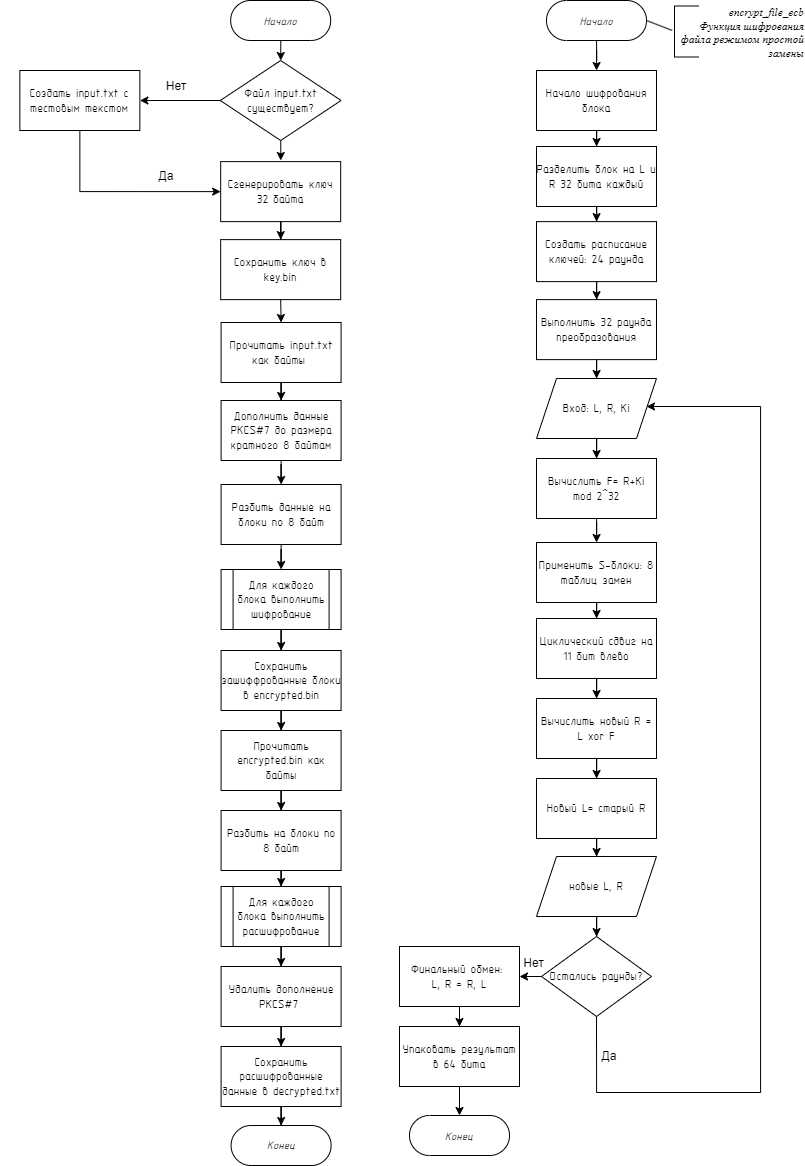 Начало
Файл input.txt
существует?
Нет
Создать input.txt с
тестовым текстом
Да
Сгенерировать ключ
32 байта
Сохранить ключ в
key.bin
Прочитать input.txt
как байты
Дополнить данные
PKCS#7 до размера
кратного 8 байтам
Разбить данные на
блоки по 8 байт
Для каждого
блока выполнить
шифрование
Сохранить
зашиффрованные блоки
в encrypted.bin
Прочитать
encrypted.bin как
байты
Разбить на блоки по
8 байт
Для каждого
блока выполнить
расшифрование
Удалить дополнение
PKCS#7
Сохранить
расшифрованные
данные в decrypted.txt
Конец
Начало
encrypt_file_ecb
Функция шифрования
файла режимом простой
замены
Начало шифрования
блока
Разделить блок на L и
R 32 бита каждый
Создать расписание
ключей: 24 раунда
Выполнить 32 раунда
преобразования
Вход: L, R, Ki
Вычислить F= R+Ki
mod 2^32
Применить S-блоки: 8
таблиц замен
Циклический сдвиг на
11 бит влево
Вычислить новый R =
L xor F
Новый L= старый R
новые L, R
Остались раунды?
Нет
Да
Финальный обмен:
L, R = R, L
Упаковать результат
в 64 бита
Конец